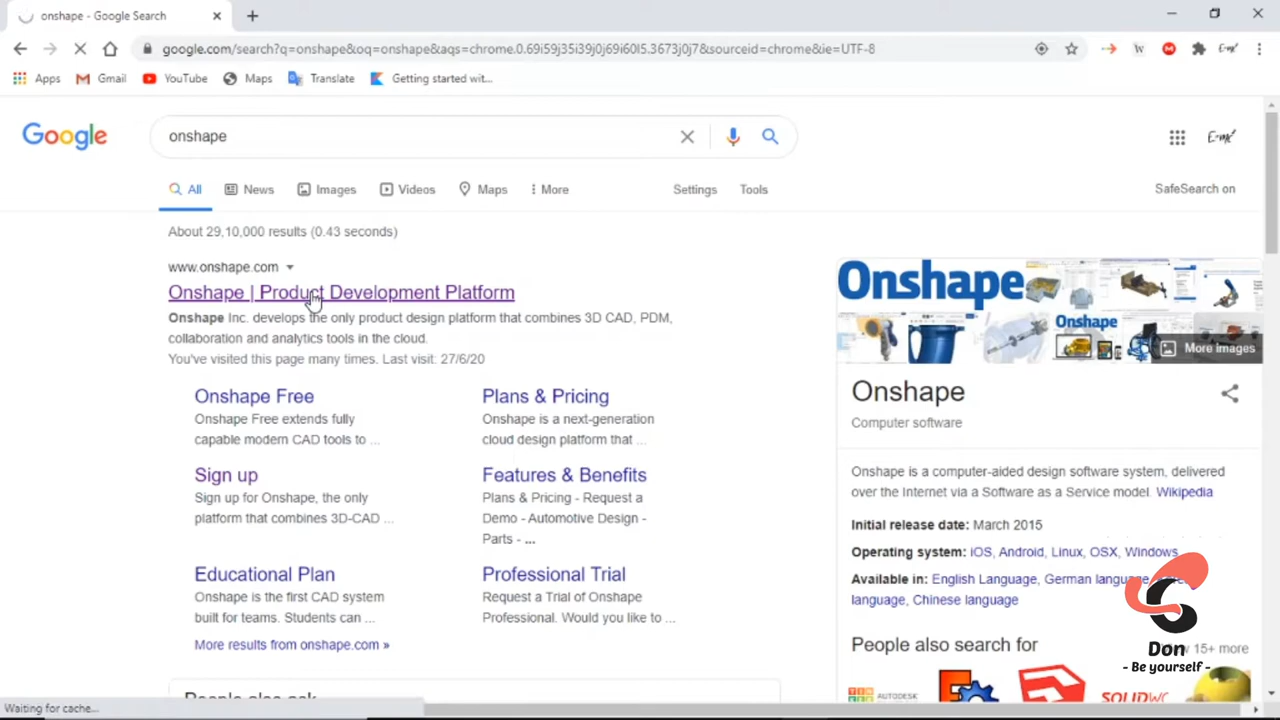 onshape - Google Search
google.com/search?q=onshape&oq=onshape&aqs=chrome.0.69i59j35i39j0j69i60l5.3673j0j7&sourceid=chrome&ie=UTF-8
Apps Gmail YouTube Maps Translate Getting started wit...
Google
onshape
All News Images Videos Maps More Settings Tools
SafeSearch on
About 29,10,000 results (0.43 seconds)
www.onshape.com
Onshape | Product Development Platform
Onshape Inc. develops the only product design platform that combines 3D CAD, PDM,
collaboration and analytics tools in the cloud.
You've visited this page many times. Last visit: 27/6/20
Onshape Free
Onshape Free extends fully
capable modern CAD tools to ...
Plans & Pricing
Onshape is a next-generation
cloud design platform that ...
Sign up
Sign up for Onshape, the only
platform that combines 3D-CAD ...
Features & Benefits
Plans & Pricing - Request a
Demo - Automotive Design -
Parts - ...
Educational Plan
Onshape is the first CAD system
built for teams. Students can ...
Professional Trial
Request a Trial of Onshape
Professional. Would you like to ...
More results from onshape.com »
People also ask
Onshape
Onshape
More images
Onshape
Computer software
Onshape is a computer-aided design software system, delivered
over the Internet via a Software as a Service model. Wikipedia
Initial release date: March 2015
Operating system: iOS, Android, Linux, OSX, Windows
Available in: English Language, German language,
language, Chinese language
People also search for
15+ more
AUTODESK
SOLIDWO
Don
- Be yourself -
Waiting for cache...